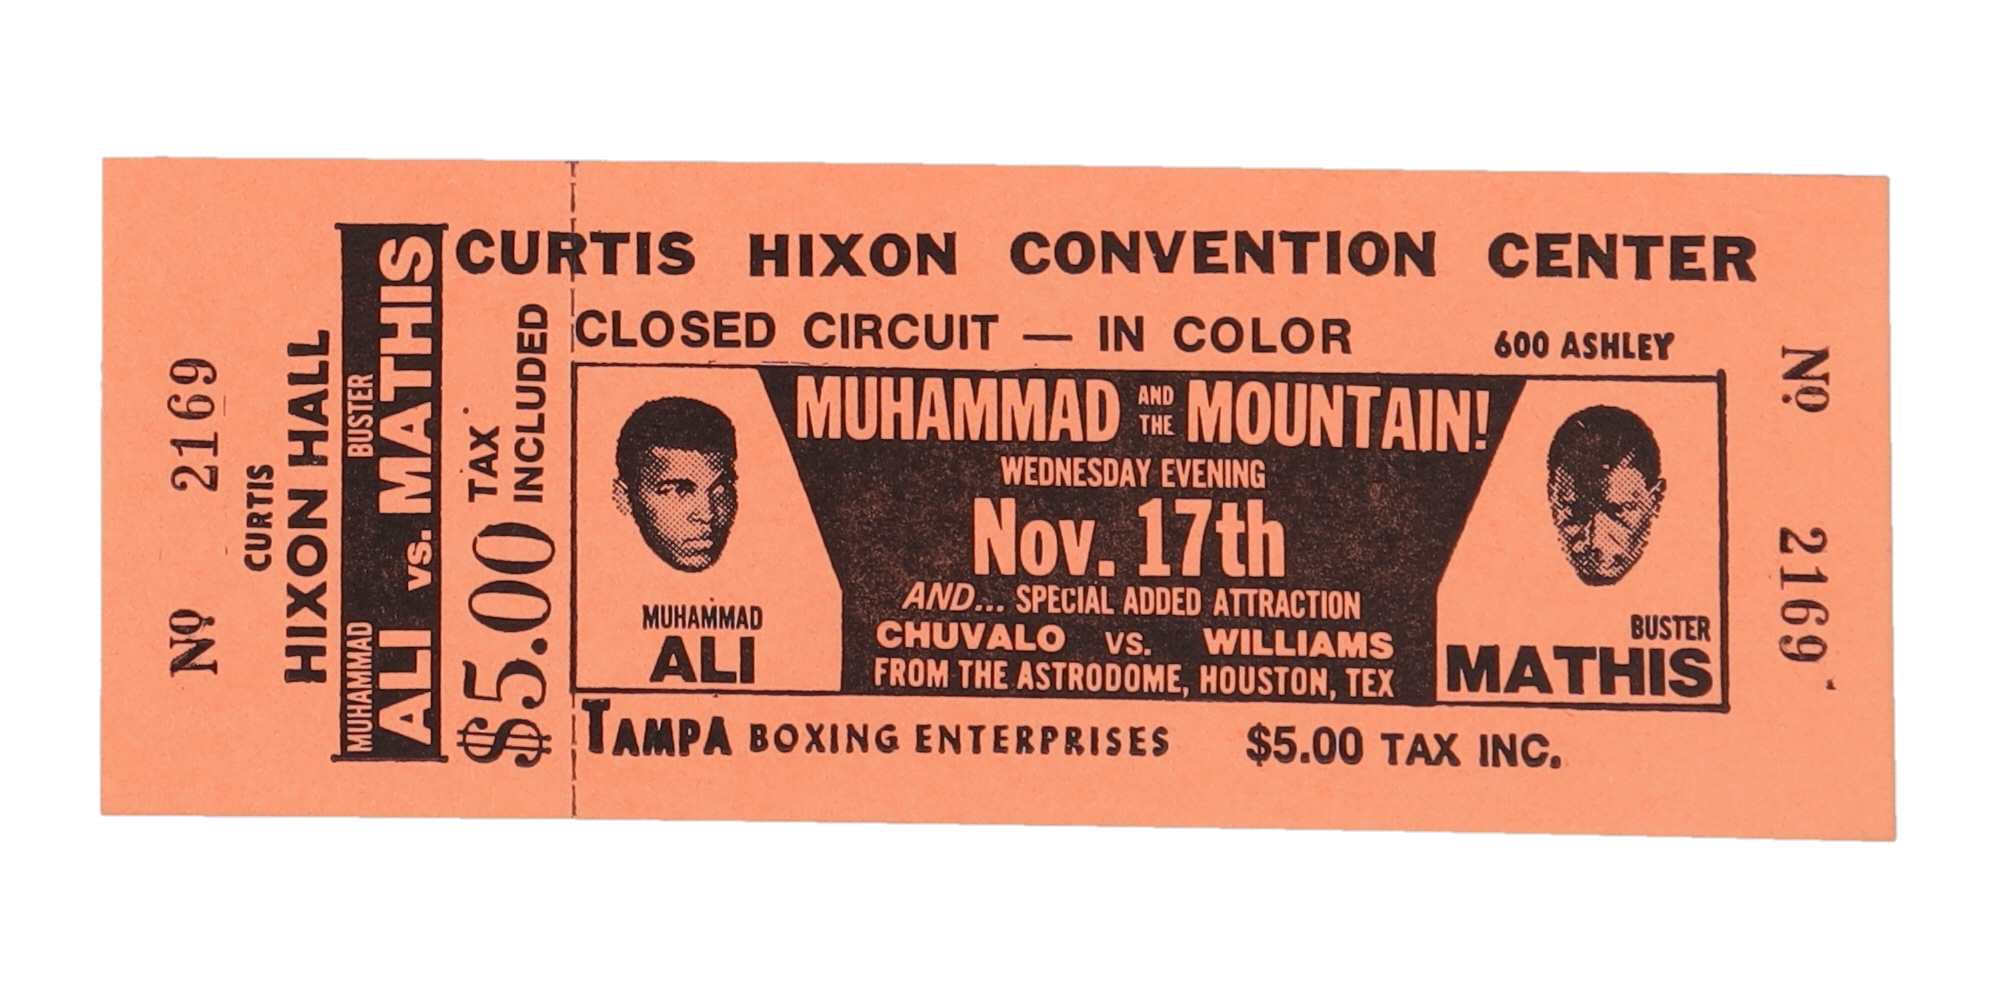 Nº 2169
CURTIS
HIXON HALL
MUHAMMAD BUSTER
ALI vs. MATHIS
$5.00 TAX INCLUDED
CURTIS HIXON CONVENTION CENTER
CLOSED CIRCUIT — IN COLOR
600 ASHLEY
MUHAMMAD AND THE MOUNTAIN!
WEDNESDAY EVENING
Nov. 17th
AND... SPECIAL ADDED ATTRACTION
CHUVALO VS. WILLIAMS
FROM THE ASTRODOME, HOUSTON, TEX
MUHAMMAD
ALI
BUSTER
MATHIS
TAMPA BOXING ENTERPRISES $5.00 TAX INC.
Nº 2169